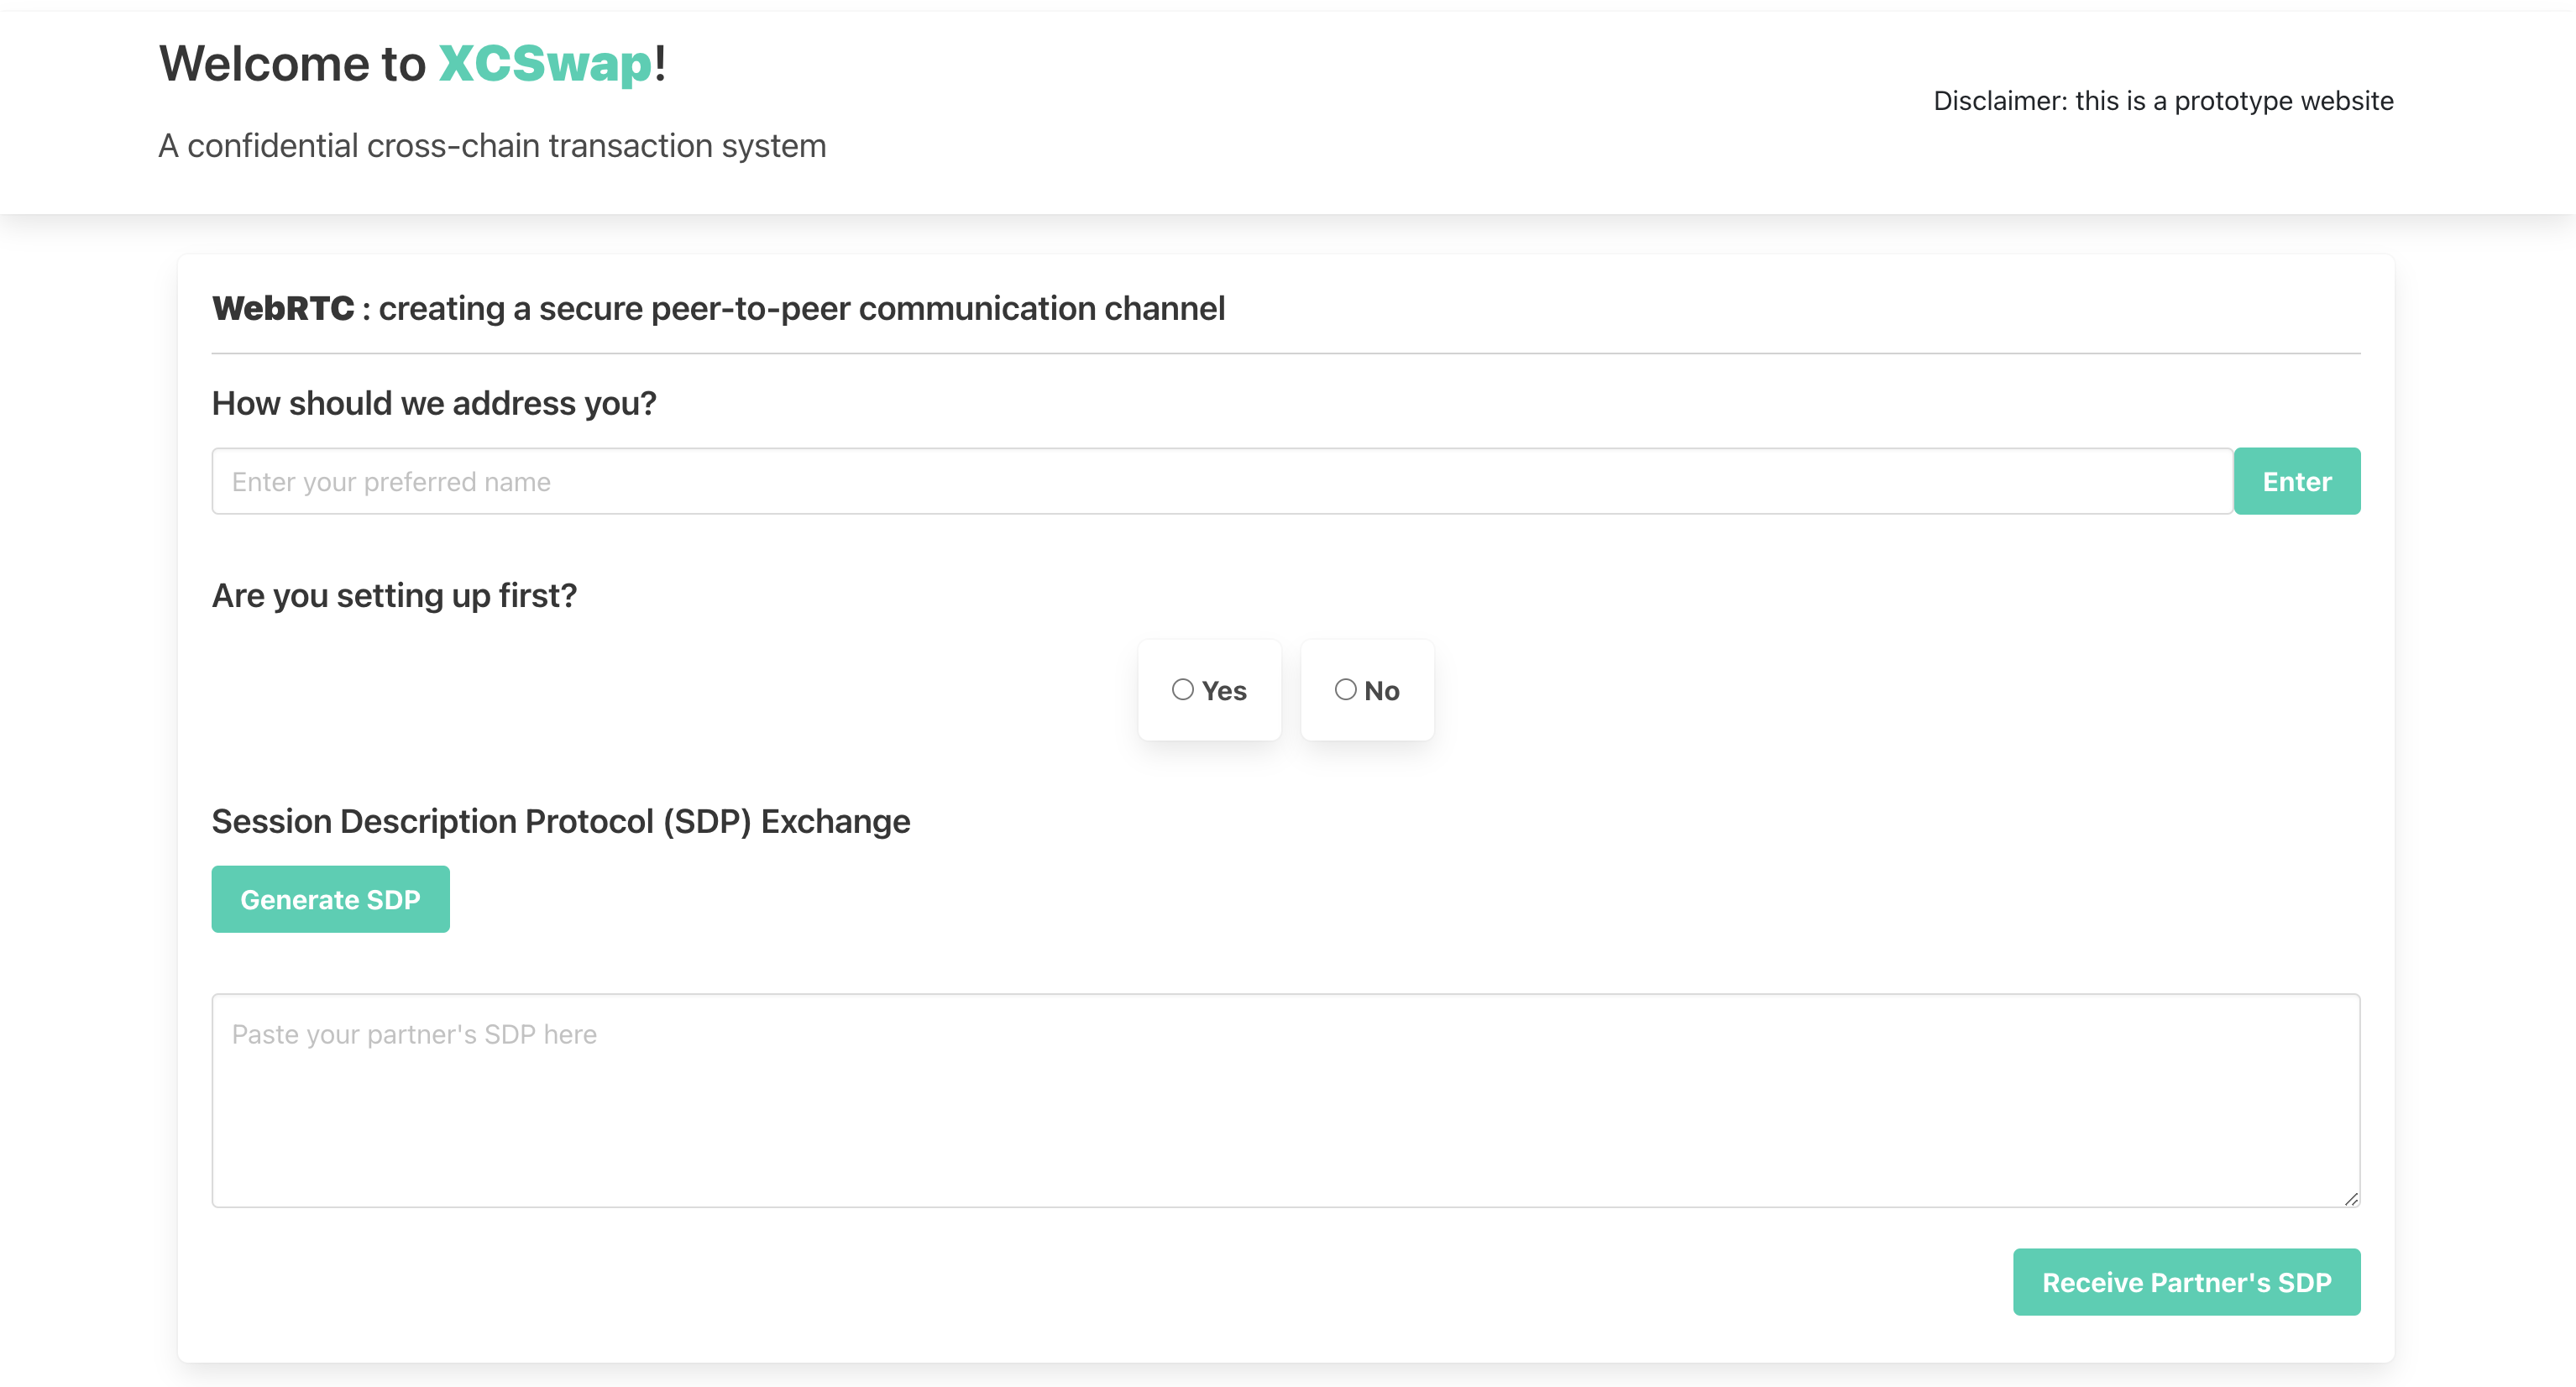 Welcome to XCSwap!
Disclaimer: this is a prototype website
A confidential cross-chain transaction system
WebRTC : creating a secure peer-to-peer communication channel
How should we address you?
Enter your preferred name
Enter
Are you setting up first?
Yes
No
Session Description Protocol (SDP) Exchange
Generate SDP
Paste your partner's SDP here
Receive Partner's SDP